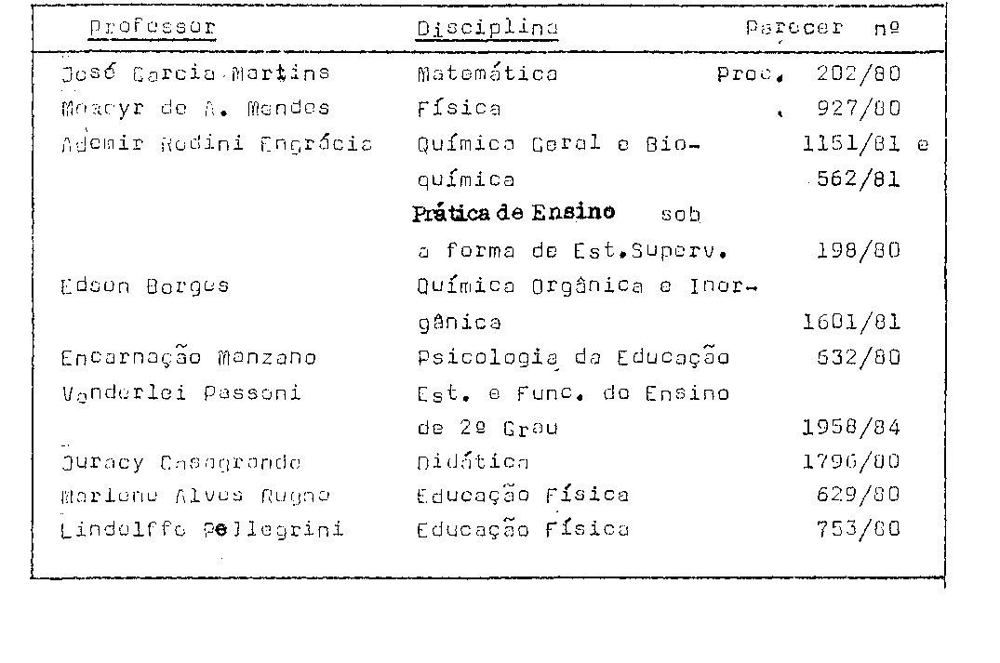 Professor Disciplina Parecer nº
José Garcia Martins Matemática Proc. 202/80
Moacyr de A. Mendes Física 927/80
Ademir Rodini Engrácia Química Geral e Bio- 1151/81 e
química 562/81
Prática de Ensino sob
a forma de Est.Superv. 198/80
Edson Borges Química Orgânica e Inor-
gânica 1601/81
Encarnação Manzano Psicologia da Educação 632/80
Vanderlei Passoni Est. e Func. do Ensino
de 2º Grau 1958/84
Juracy Casagrande Didática 1796/80
Marlene Alves Educação Física 629/80
Lindolffo Pellegrini Educação Física 753/80